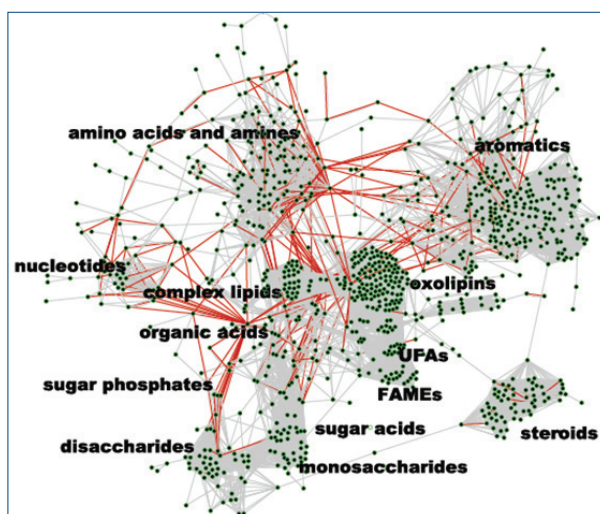 amino acids and amines
aromatics
nucleotides
complex lipids
oxolipins
organic acids
UFAs
sugar phosphates
FAMEs
sugar acids
steroids
disaccharides
monosaccharides